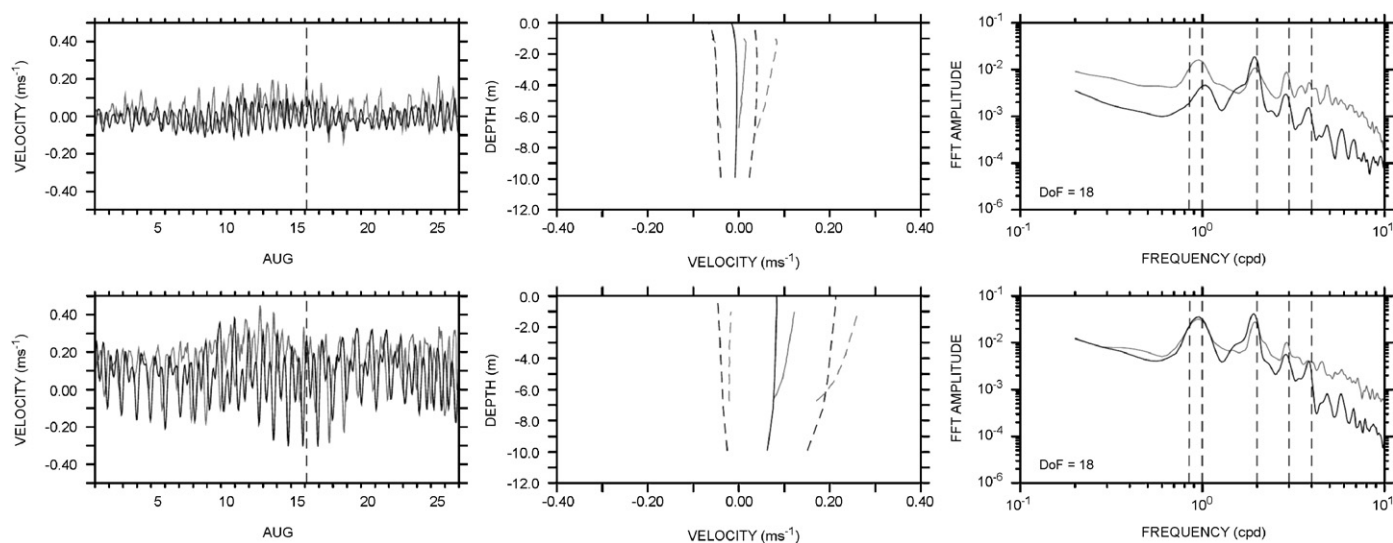 0.50
0.20
0.00
-0.20
-0.40
VELOCITY (ms-1)
5 10 15 20 25
AUG
0.0
-2.0
-4.0
-6.0
-8.0
-10.0
-12.0
DEPTH (m)
-0.40 -0.20 0.00 0.20 0.40
VELOCITY (ms-1)
10-1
10-2
10-3
10-4
10-6
FFT AMPLITUDE
DoF = 18
10-1 100 101
FREQUENCY (cpd)
0.40
0.20
0.00
-0.20
-0.40
VELOCITY (ms-1)
5 10 15 20 25
AUG
0.0
-2.0
-4.0
-6.0
-8.0
-10.0
-12.0
DEPTH (m)
-0.40 -0.20 0.00 0.20 0.40
VELOCITY (ms-1)
10-1
10-2
10-3
10-4
10-6
FFT AMPLITUDE
DoF = 18
10-1 100 101
FREQUENCY (cpd)